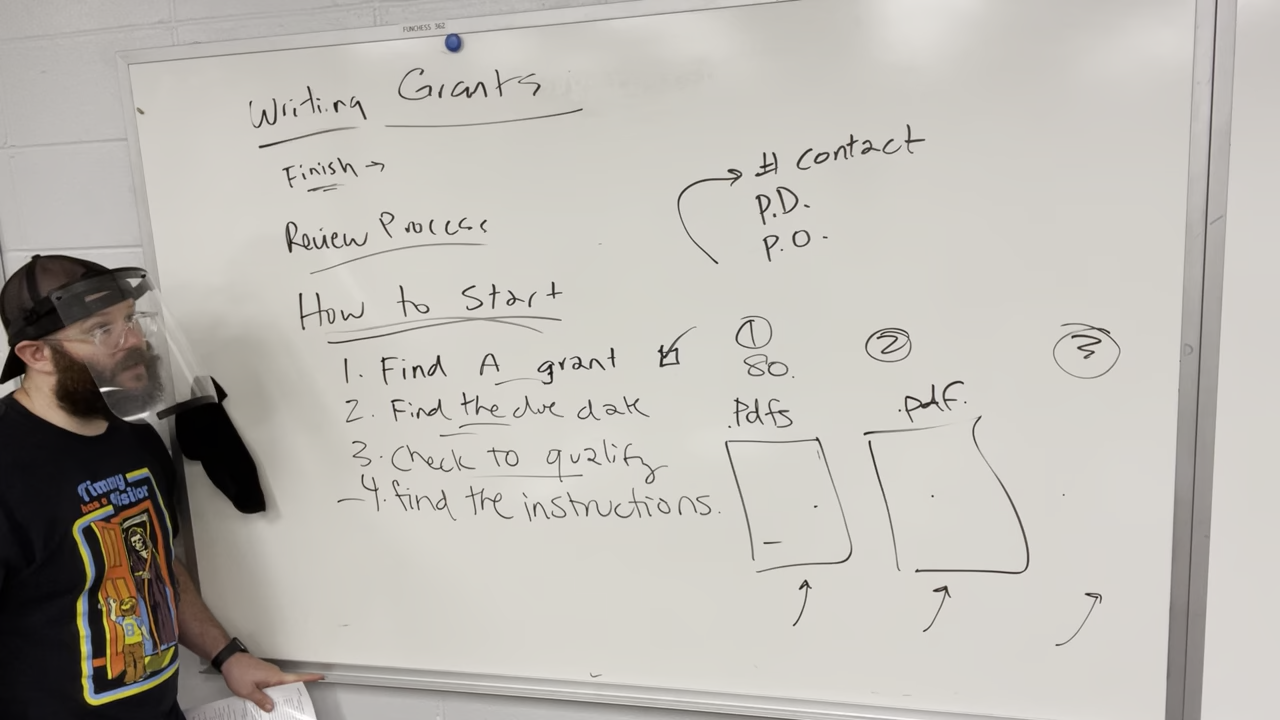 FUNCHESS 362
Writing Grants
Finish →
Review Process
How to Start
1. Find A grant
2. Find the due date
3. Check to qualify
4. find the instructions.
# contact
P.D.
P.O.
① ② ③
80.
.Pdfs .pdf.
Timmy
has a Visitor
8